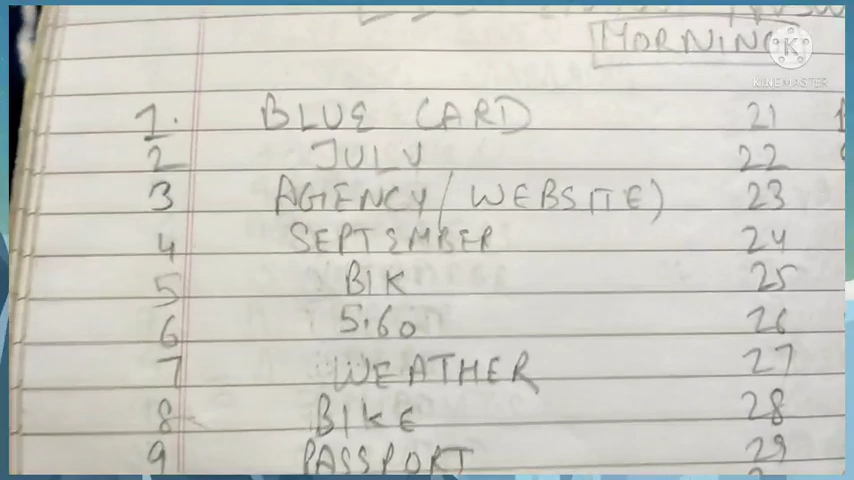 MORNING
KINEMASTER
1. BLUE CARD 21
2 JULV 22
3 AGENCY/WEBSITE) 23
4 SEPTEMBER 24
5 BIK 25
6 5.60 26
7 WEATHER 27
8 BIKE 28
9 PASSPORT 29